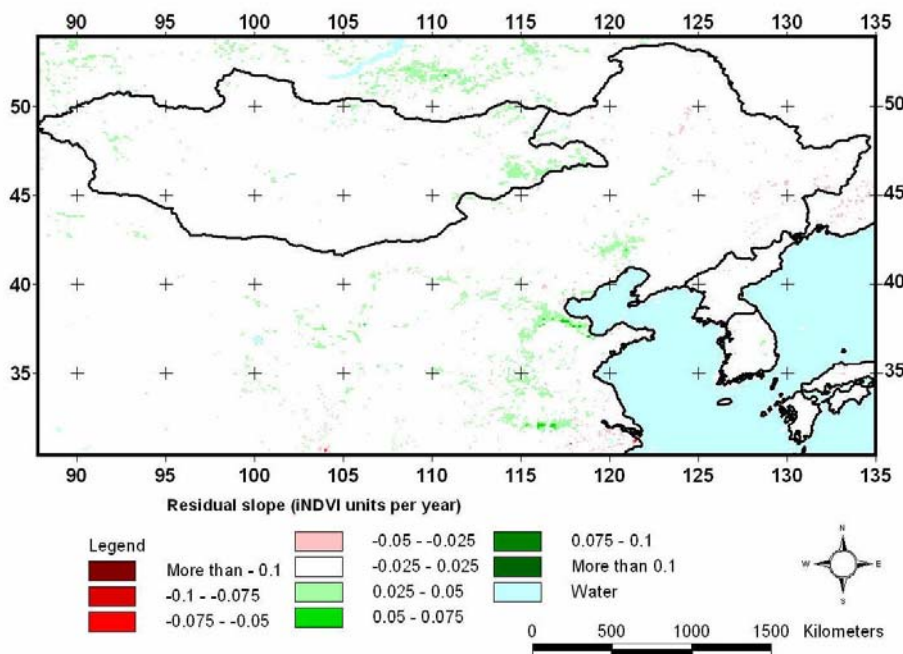 90 95 100 105 110 115 120 125 130 135
50 50
45 45
40 40
35 35
90 95 100 105 110 115 120 125 130 135
Residual slope (iNDVI units per year)
Legend
More than - 0.1
-0.1 - -0.075
-0.075 - -0.05
-0.05 - -0.025
-0.025 - 0.025
0.025 - 0.05
0.05 - 0.075
0.075 - 0.1
More than 0.1
Water
N
W E
S
0 500 1000 1500 Kilometers